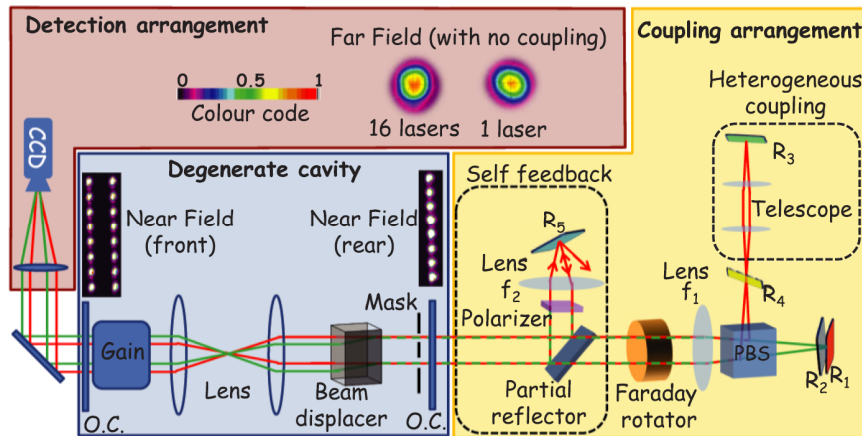 Detection arrangement
Far Field (with no coupling)
0 0.5 1
Colour code
16 lasers 1 laser
CCD
Coupling arrangement
Heterogeneous
coupling
R3
Telescope
R4
Degenerate cavity
Near Field
(front)
Near Field
(rear)
Mask
Gain
Lens
Beam
displacer
O.C.
O.C.
Self feedback
R5
Lens
f2
Polarizer
Partial
reflector
Faraday
rotator
Lens
f1
PBS
R2 R1